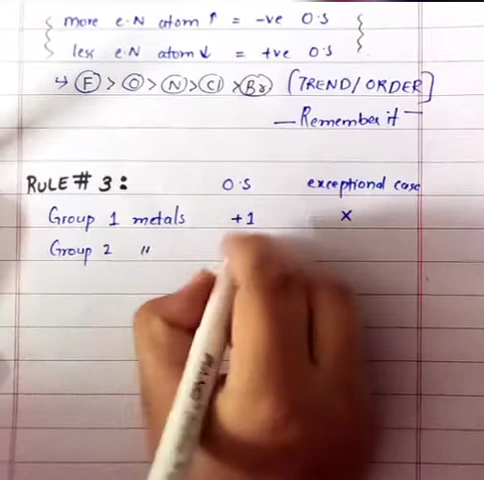 more e.N atom ↑ = -ve O.S
less e.N atom ↓ = +ve O.S
↳ F > O > N > Cl > Br (TREND/ORDER]
— Remember it —
RULE # 3: O.S exceptional case
Group 1 metals +1 ×
Group 2 "